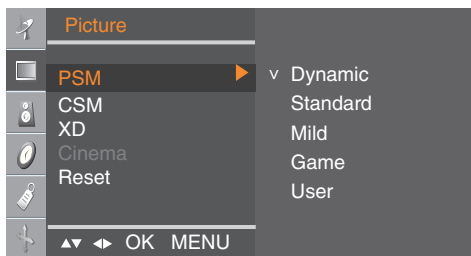 Picture
PSM
CSM
XD
Cinema
Reset
v Dynamic
Standard
Mild
Game
User
OK MENU